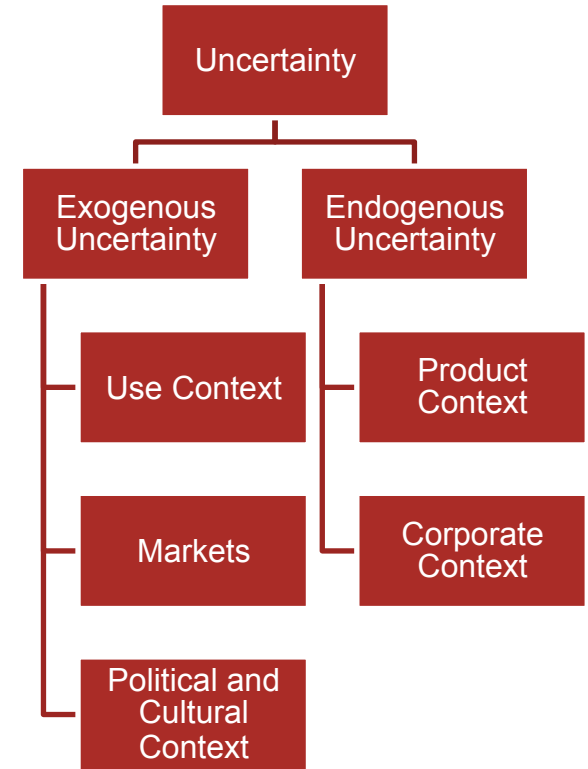 Uncertainty
Exogenous
Uncertainty
Endogenous
Uncertainty
Use Context
Product
Context
Markets
Corporate
Context
Political and
Cultural
Context